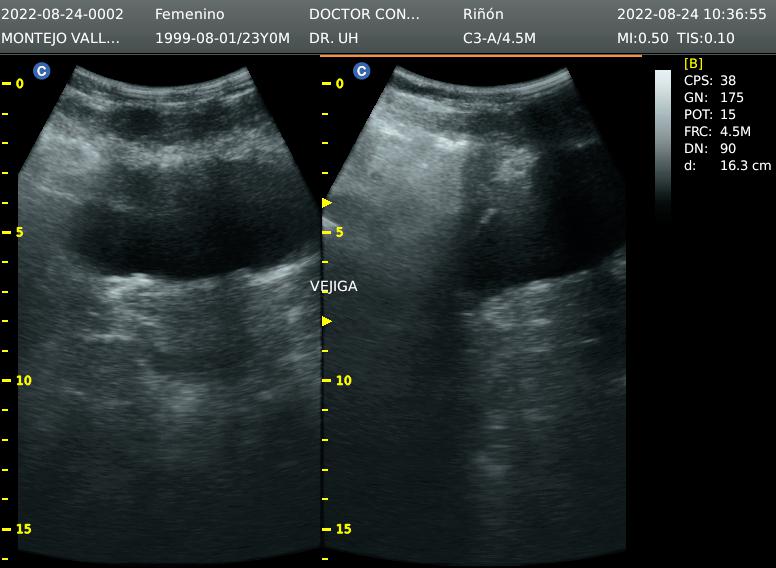 2022-08-24-0002 Femenino DOCTOR CON... Riñón 2022-08-24 10:36:55
MONTEJO VALL... 1999-08-01/23Y0M DR. UH C3-A/4.5M MI:0.50 TIS:0.10
C C
[B]
CPS: 38
GN: 175
POT: 15
FRC: 4.5M
DN: 90
d: 16.3 cm
0 0
5 5
VEJIGA
10 10
15 15